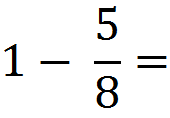 1 − 5/8 =